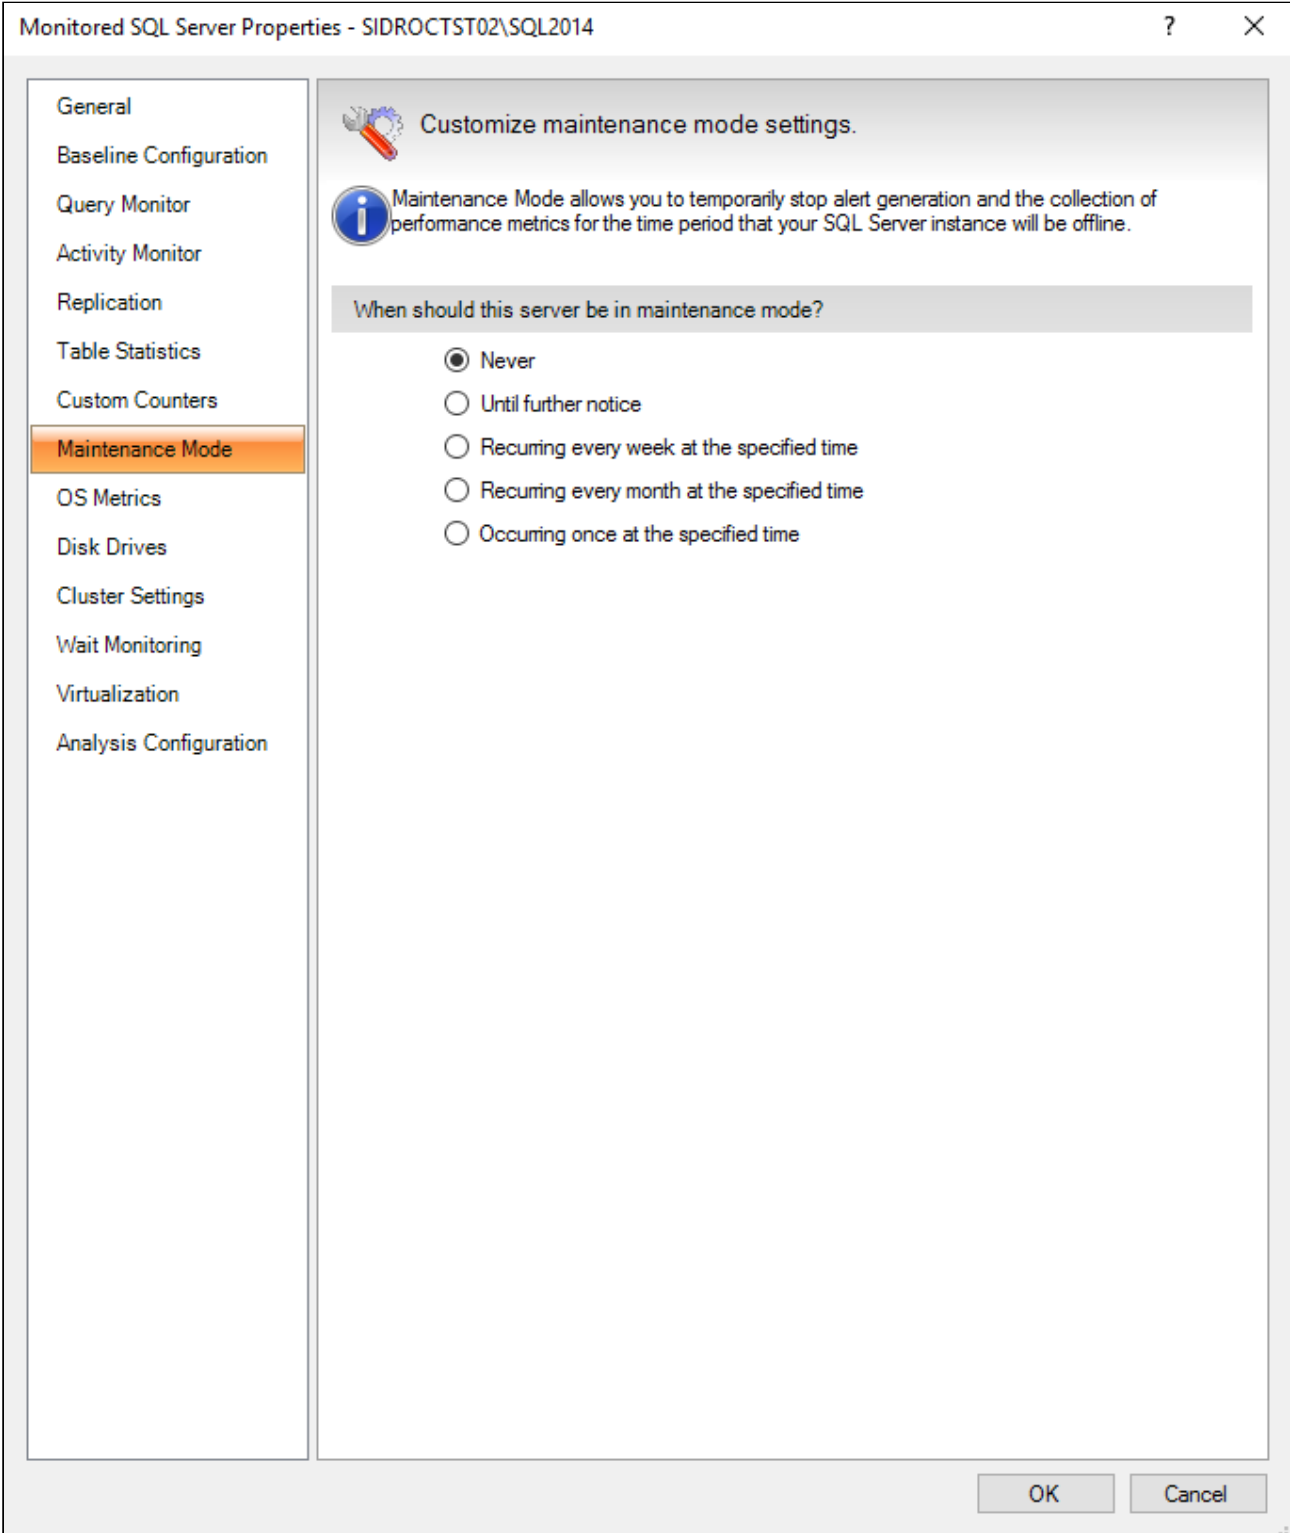 Monitored SQL Server Properties - SIDROCTST02\SQL2014
?
General
Baseline Configuration
Query Monitor
Activity Monitor
Replication
Table Statistics
Custom Counters
Maintenance Mode
OS Metrics
Disk Drives
Cluster Settings
Wait Monitoring
Virtualization
Analysis Configuration
Customize maintenance mode settings.
Maintenance Mode allows you to temporarily stop alert generation and the collection of
performance metrics for the time period that your SQL Server instance will be offline.
When should this server be in maintenance mode?
Never
Until further notice
Recurring every week at the specified time
Recurring every month at the specified time
Occurring once at the specified time
OK
Cancel